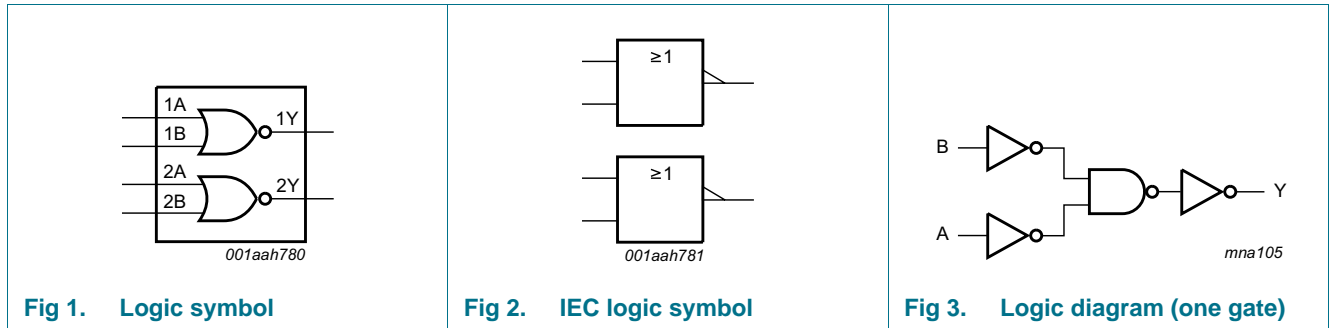 1A
1B
1Y
2A
2B
2Y
001aah780
Fig 1. Logic symbol
≥1
≥1
001aah781
Fig 2. IEC logic symbol
B
A
Y
mna105
Fig 3. Logic diagram (one gate)